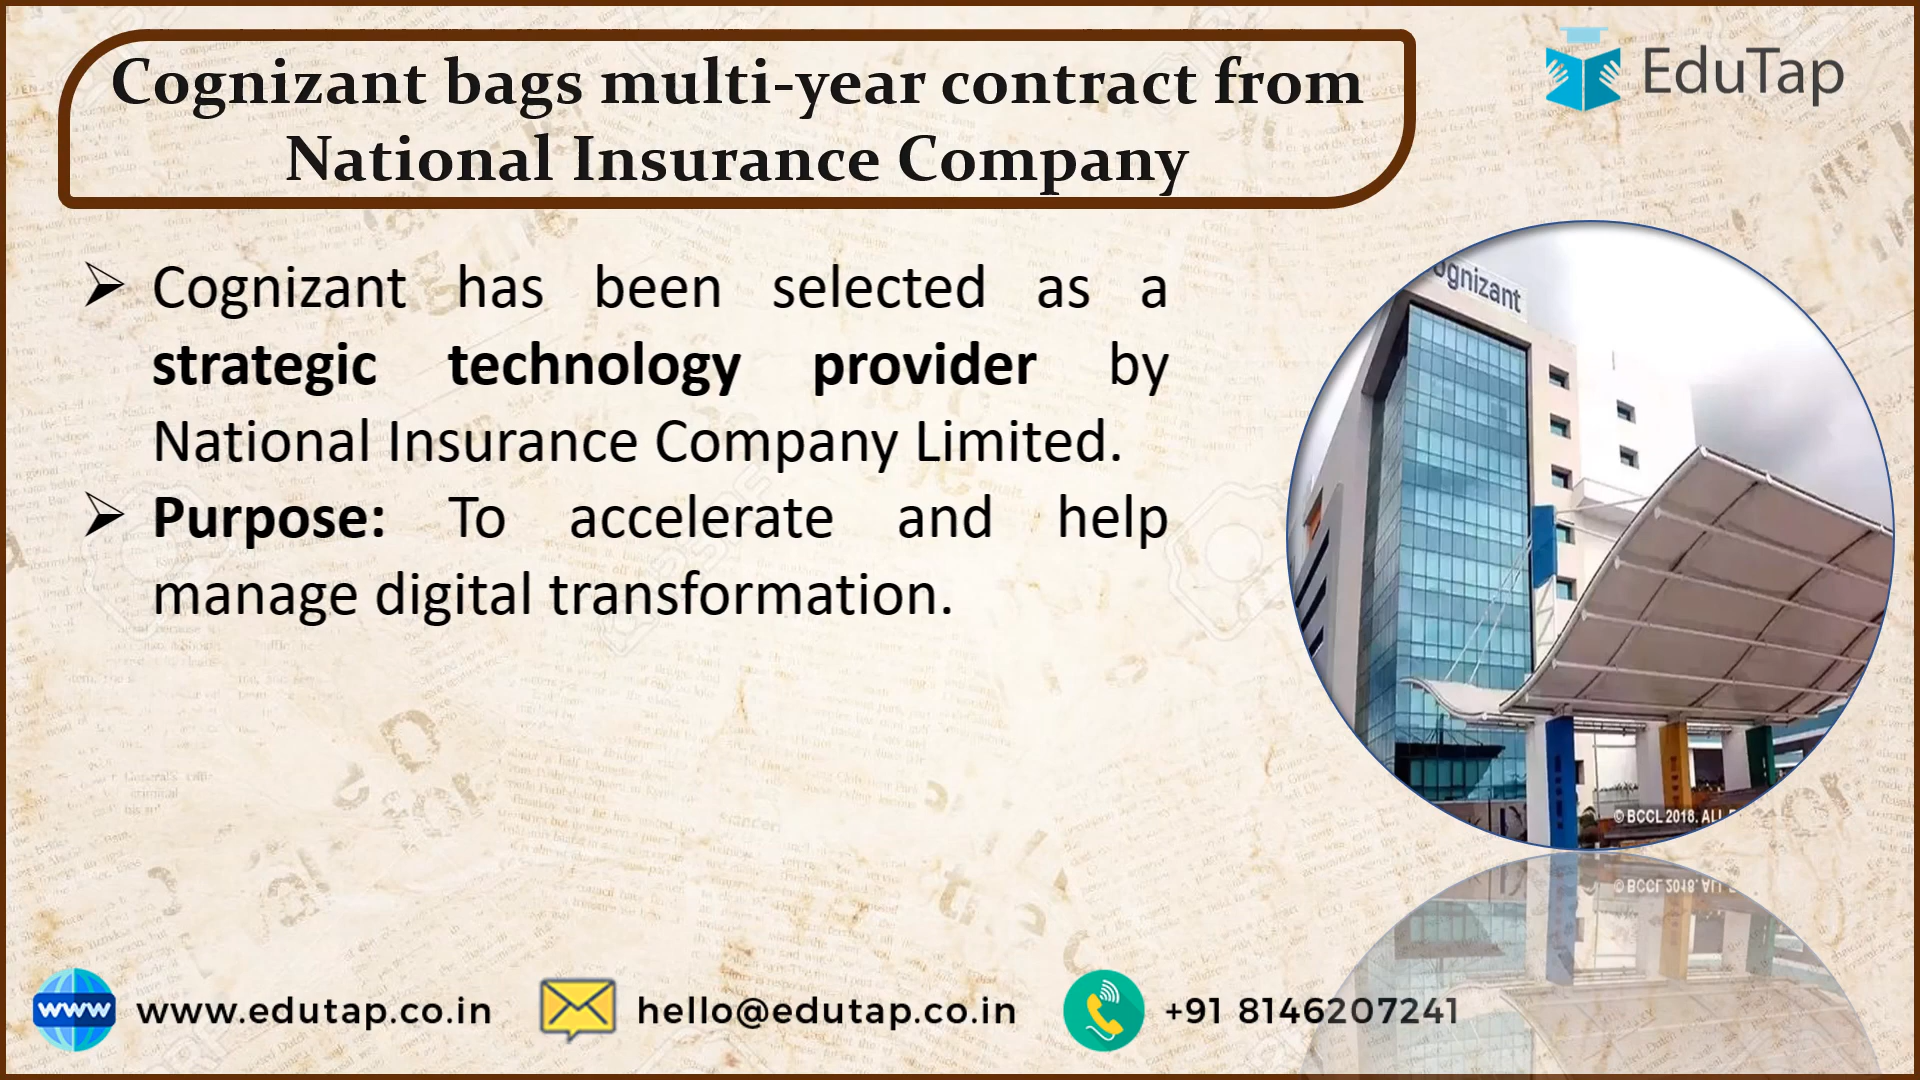 Cognizant bags multi-year contract from
National Insurance Company
EduTap
Cognizant has been selected as a
strategic technology provider by
National Insurance Company Limited.
Purpose: To accelerate and help
manage digital transformation.
ognizant
© BCCL 2018. ALL
www
www.edutap.co.in
hello@edutap.co.in
+91 8146207241